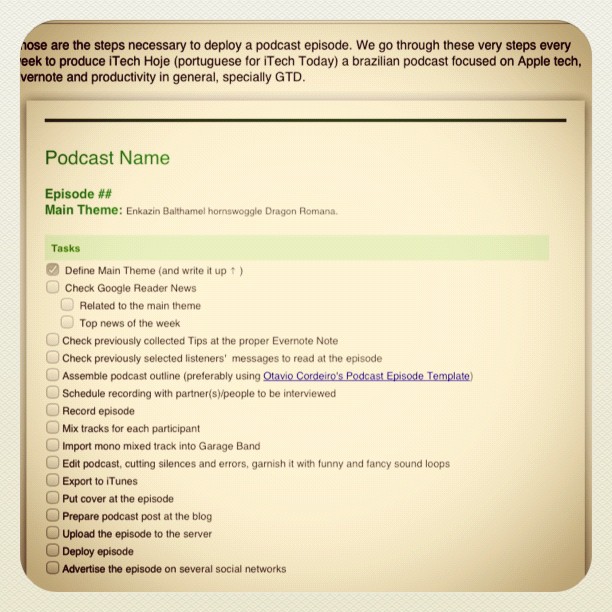 hose are the steps necessary to deploy a podcast episode. We go through these very steps every
eek to produce iTech Hoje (portuguese for iTech Today) a brazilian podcast focused on Apple tech,
vernote and productivity in general, specially GTD.
Podcast Name
Episode ##
Main Theme: Enkazin Balthamel hornswoggle Dragon Romana.
Tasks
Define Main Theme (and write it up ↑ )
Check Google Reader News
Related to the main theme
Top news of the week
Check previously collected Tips at the proper Evernote Note
Check previously selected listeners' messages to read at the episode
Assemble podcast outline (preferably using Otavio Cordeiro's Podcast Episode Template)
Schedule recording with partner(s)/people to be interviewed
Record episode
Mix tracks for each participant
Import mono mixed track into Garage Band
Edit podcast, cutting silences and errors, garnish it with funny and fancy sound loops
Export to iTunes
Put cover at the episode
Prepare podcast post at the blog
Upload the episode to the server
Deploy episode
Advertise the episode on several social networks